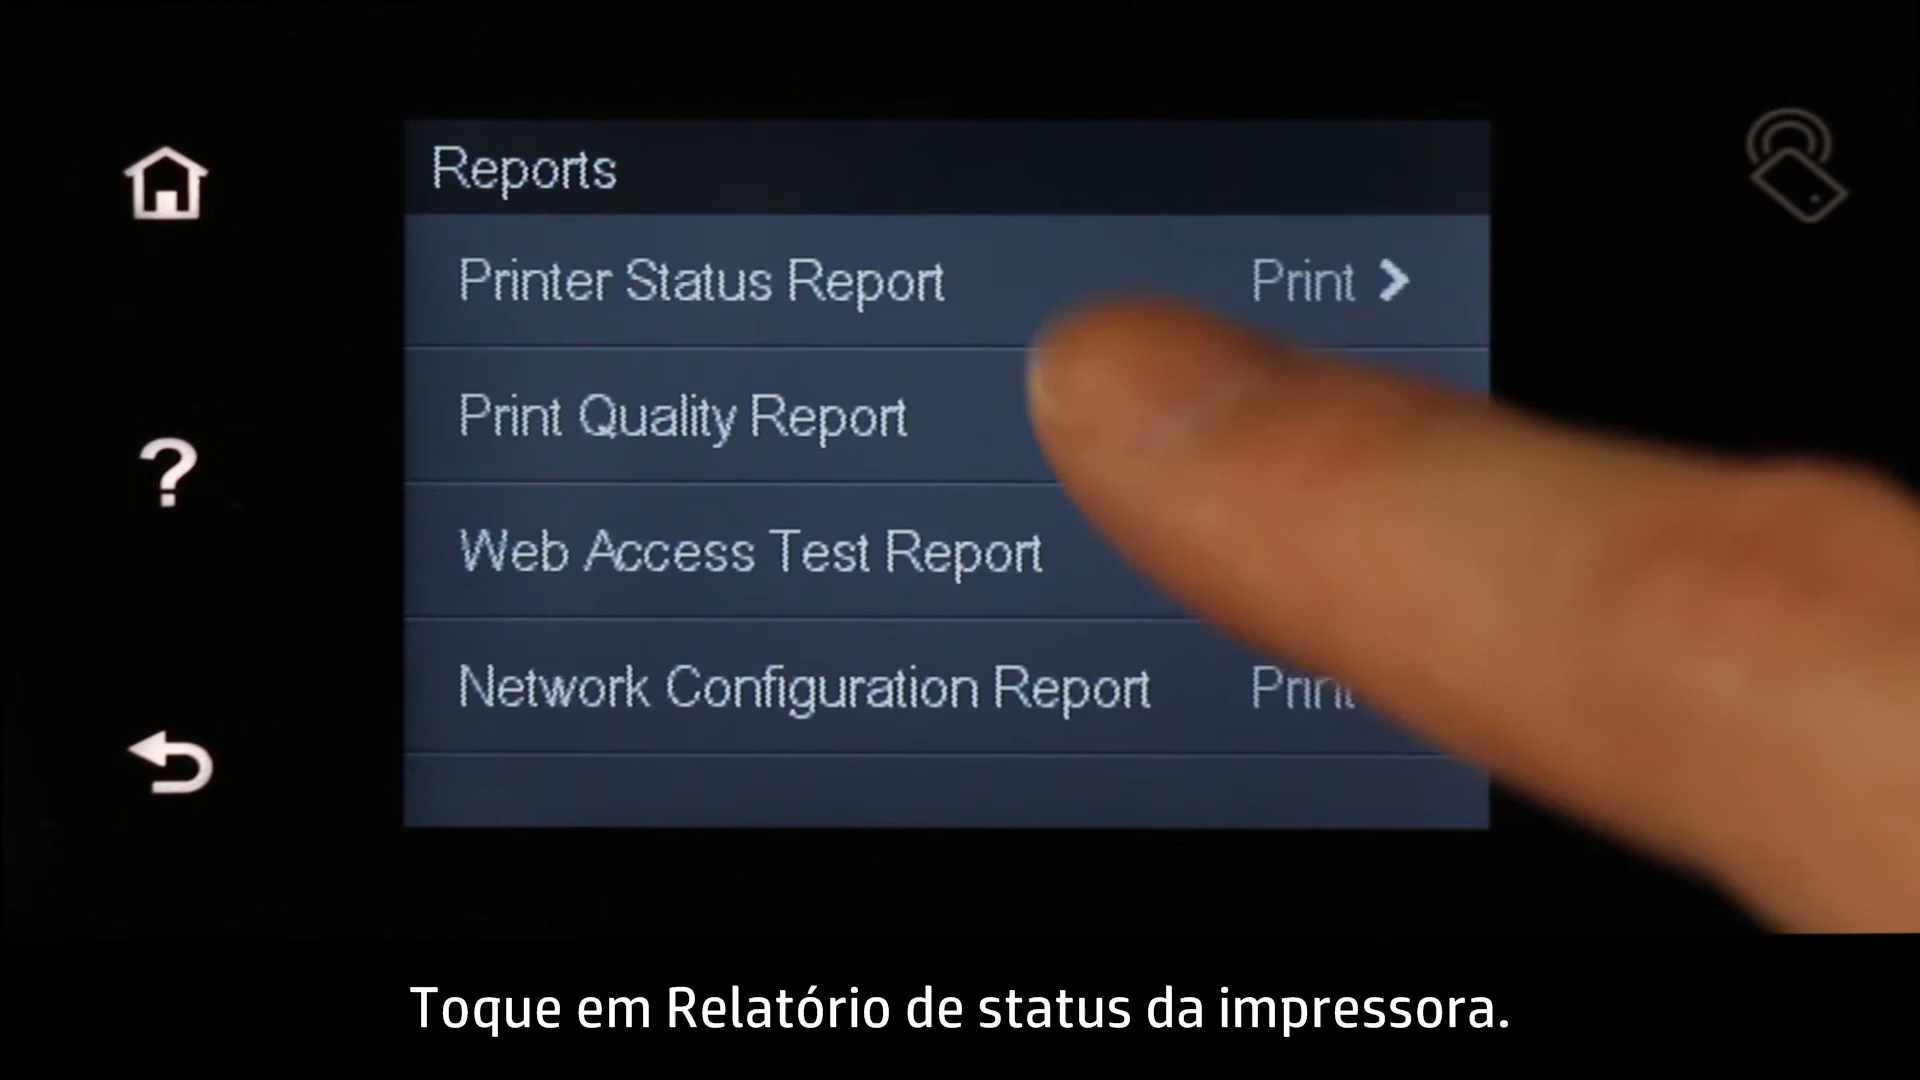 Reports
Printer Status Report Print
Print Quality Report
Web Access Test Report
Network Configuration Report Print
?
Toque em Relatório de status da impressora.